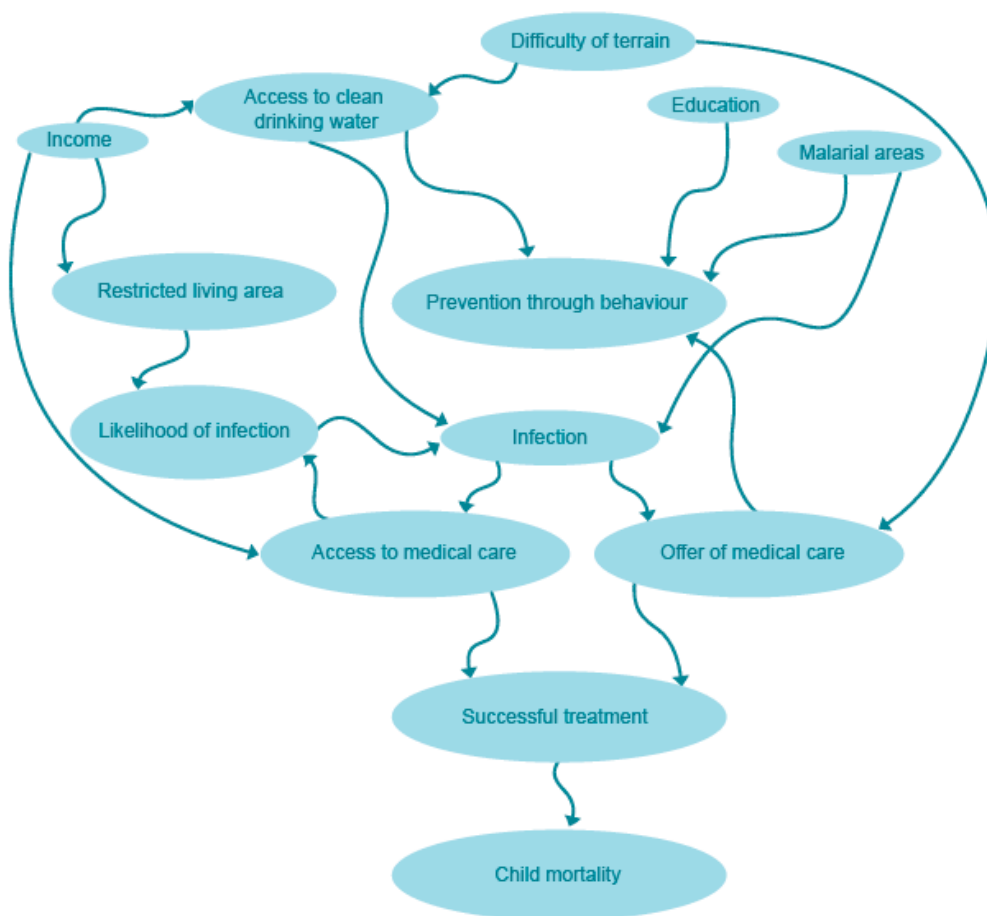 Difficulty of terrain
Access to clean
drinking water
Education
Income
Malarial areas
Restricted living area
Prevention through behaviour
Likelihood of infection
Infection
Access to medical care
Offer of medical care
Successful treatment
Child mortality